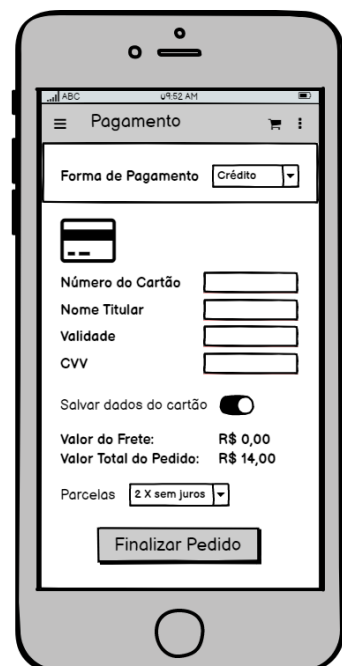 ABC 09:52 AM
Pagamento
Forma de Pagamento Crédito
Número do Cartão
Nome Titular
Validade
CVV
Salvar dados do cartão
Valor do Frete: R$ 0,00
Valor Total do Pedido: R$ 14,00
Parcelas 2 X sem juros
Finalizar Pedido